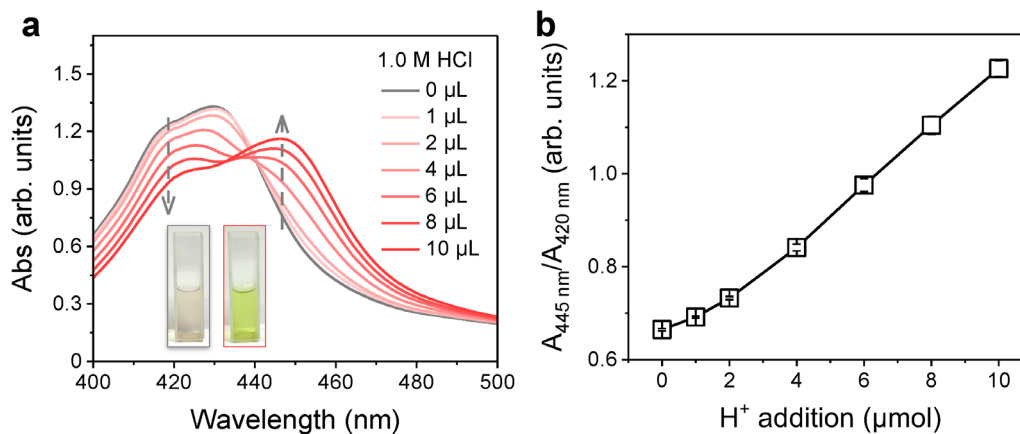 a
1.0 M HCl
0 µL
1 µL
2 µL
4 µL
6 µL
8 µL
10 µL
Abs (arb. units)
1.5
1.2
0.9
0.6
0.3
0
400 420 440 460 480 500
Wavelength (nm)
b
A445 nm/A420 nm (arb. units)
1.2
1.0
0.8
0.6
0 2 4 6 8 10
H+ addition (µmol)